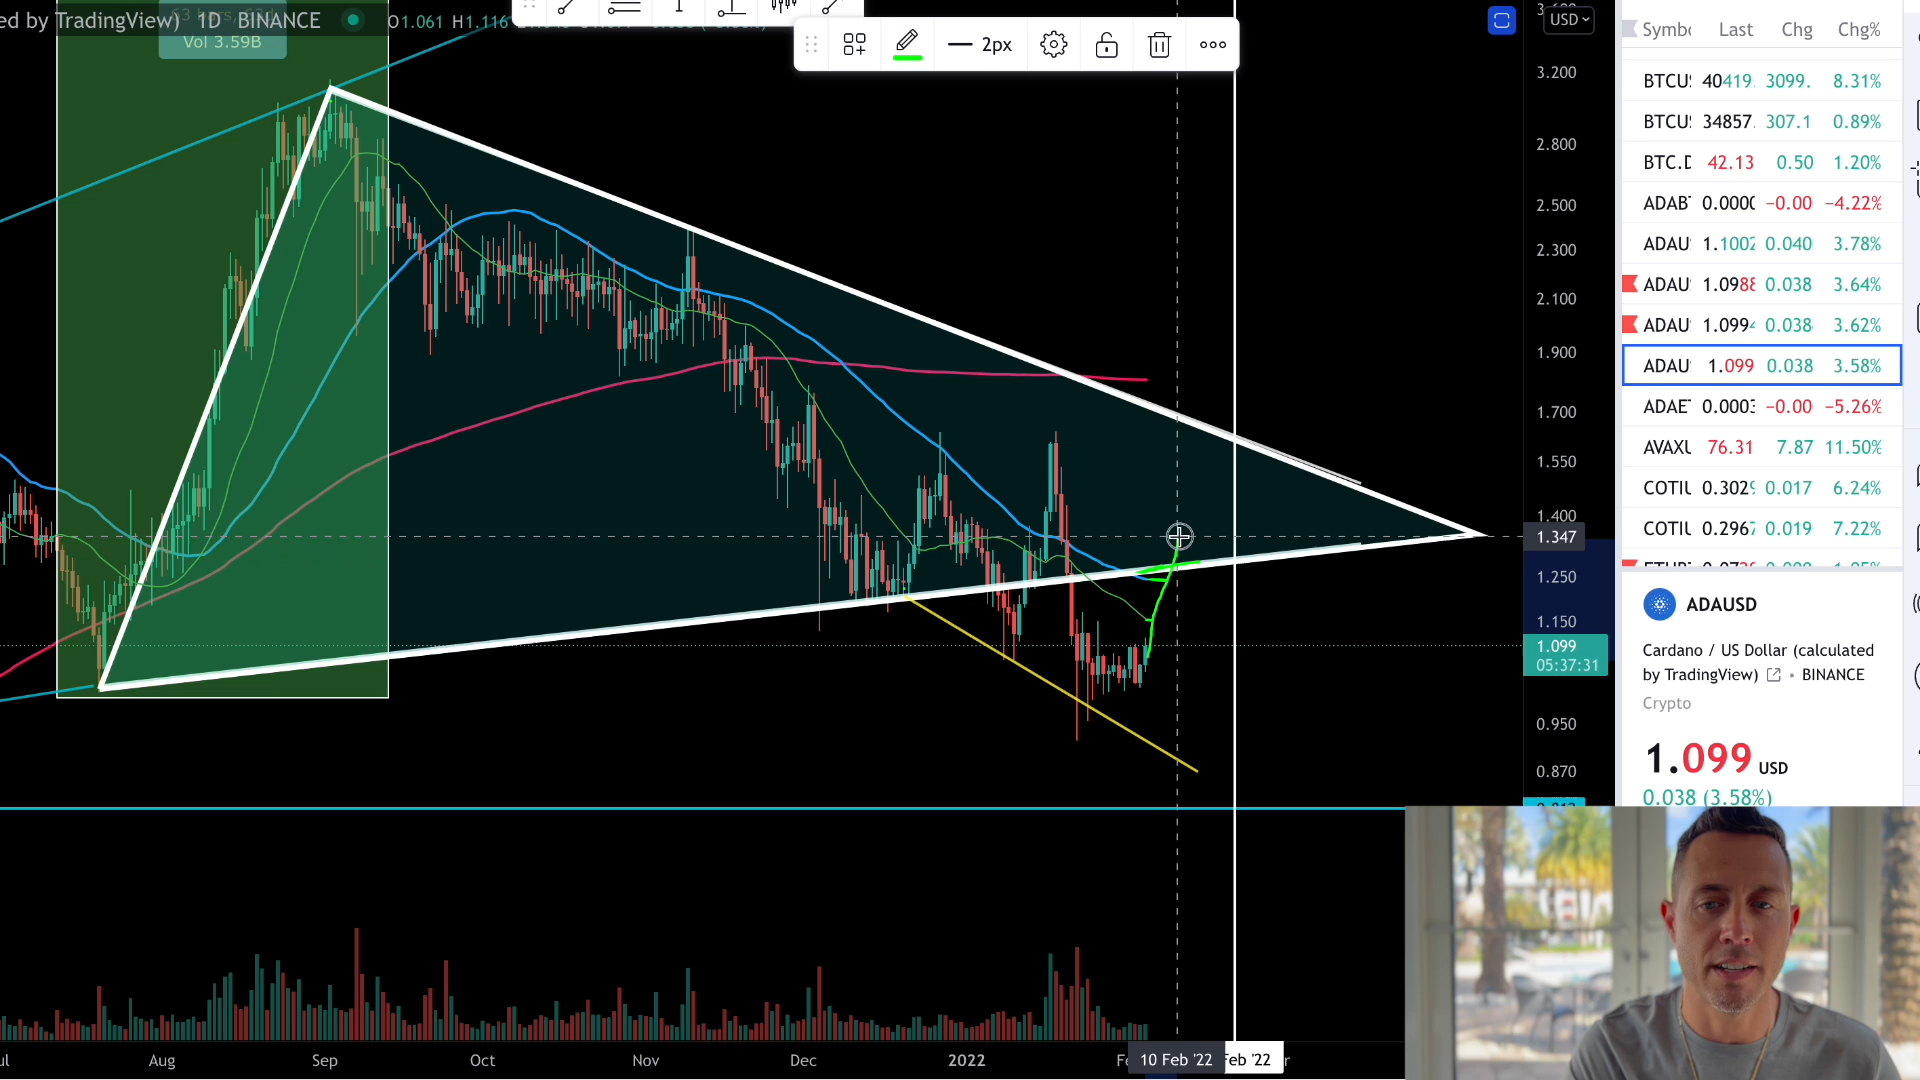 ed by TradingView) 1D BINANCE
O1.061 H1.116
63 bars, 63d
Vol 3.59B
2px
USD
3.200
2.800
2.500
2.300
2.100
1.900
1.700
1.550
1.400
1.347
1.250
1.150
1.099
05:37:31
0.950
0.870
Aug Sep Oct Nov Dec 2022 10 Feb '22 Feb '22
Symbo Last Chg Chg%
BTCU 40419. 3099. 8.31%
BTCU 34857. 307.1 0.89%
BTC.D 42.13 0.50 1.20%
ADAB 0.0000 −0.00 −4.22%
ADAU 1.1002 0.040 3.78%
ADAU 1.0988 0.038 3.64%
ADAU 1.0994 0.038 3.62%
ADAU 1.099 0.038 3.58%
ADAE 0.0003 −0.00 −5.26%
AVAXU 76.31 7.87 11.50%
COTIU 0.3029 0.017 6.24%
COTIU 0.2967 0.019 7.22%
ADAUSD
Cardano / US Dollar (calculated
by TradingView) • BINANCE
Crypto
1.099 USD
0.038 (3.58%)